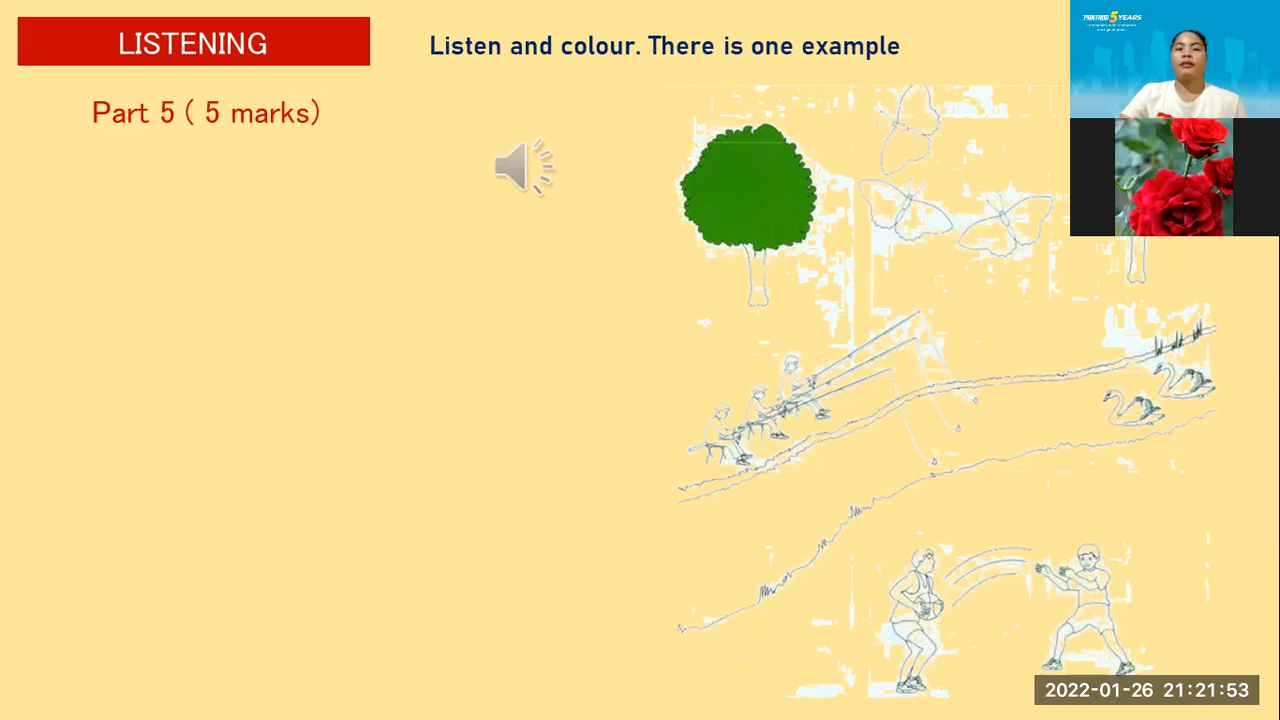 LISTENING
Listen and colour. There is one example
Part 5 ( 5 marks)
PANTRAO 5 YEARS
2022-01-26 21:21:53